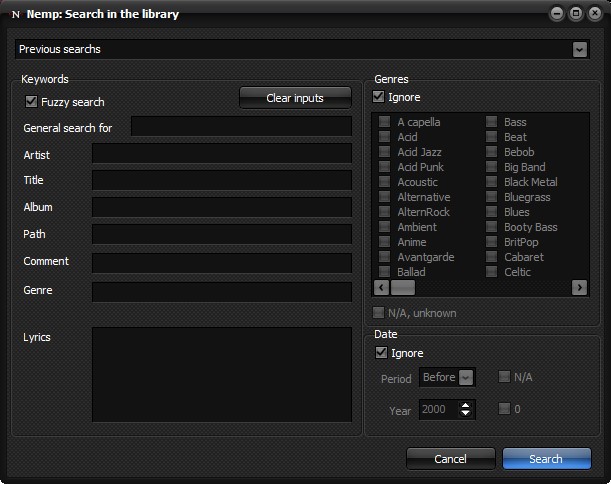 N Nemp: Search in the library
Previous searchs
Keywords
Fuzzy search
Clear inputs
General search for
Artist
Title
Album
Path
Comment
Genre
Lyrics
Genres
Ignore
A capella Bass
Acid Beat
Acid Jazz Bebob
Acid Punk Big Band
Acoustic Black Metal
Alternative Bluegrass
AlternRock Blues
Ambient Booty Bass
Anime BritPop
Avantgarde Cabaret
Ballad Celtic
N/A, unknown
Date
Ignore
Period Before N/A
Year 2000 0
Cancel Search